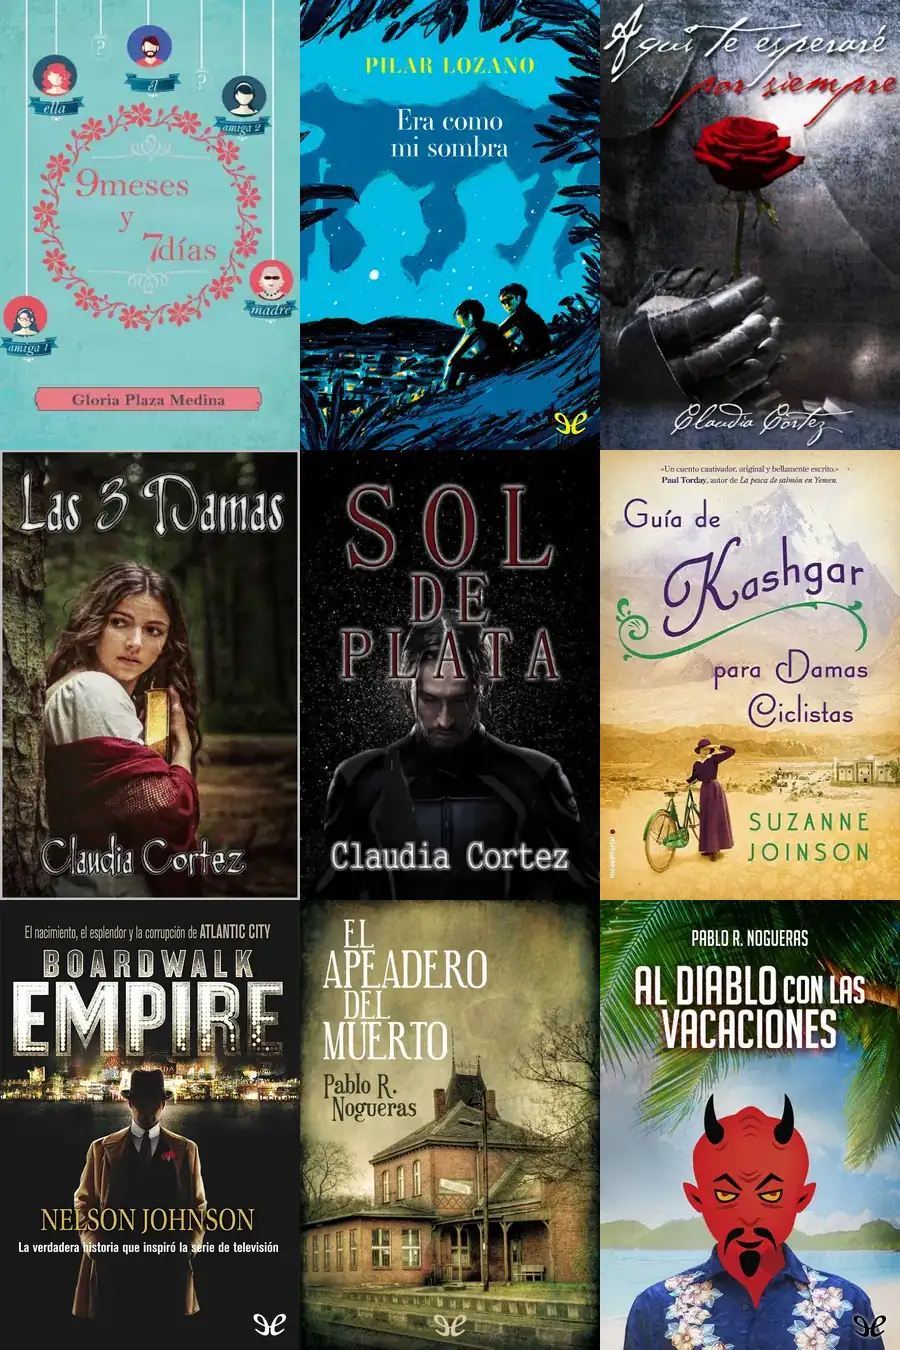 ?
él
ella
?
amiga 2
9meses
y
7días
madre
amiga 1
Gloria Plaza Medina
PILAR LOZANO
Era como
mi sombra
Aquí te esperaré
por siempre
Claudia Cortez
Las 3 Damas
Claudia Cortez
SOL
DE
PLATA
Claudia Cortez
«Un cuento cautivador, original y bellamente escrito.»
Paul Torday, autor de La pesca de salmón en Yemen.
Guía de
Kashgar
para Damas
Ciclistas
SUZANNE
JOINSON
rocaeditorial
El nacimiento, el esplendor y la corrupción de ATLANTIC CITY
BOARDWALK
EMPIRE
NELSON JOHNSON
La verdadera historia que inspiró la serie de televisión
EL
APEADERO
DEL
MUERTO
Pablo R.
Nogueras
PABLO R. NOGUERAS
AL DIABLO CON LAS
VACACIONES